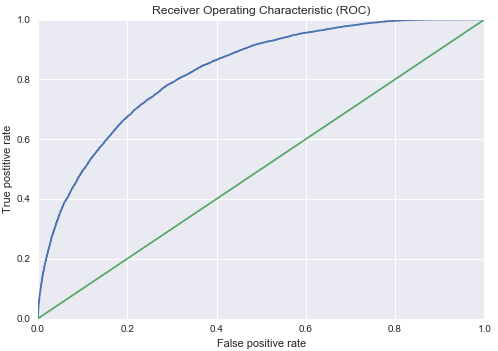 Receiver Operating Characteristic (ROC)
True postitive rate
1.0
0.8
0.6
0.4
0.2
0.0
0.0 0.2 0.4 0.6 0.8 1.0
False positive rate